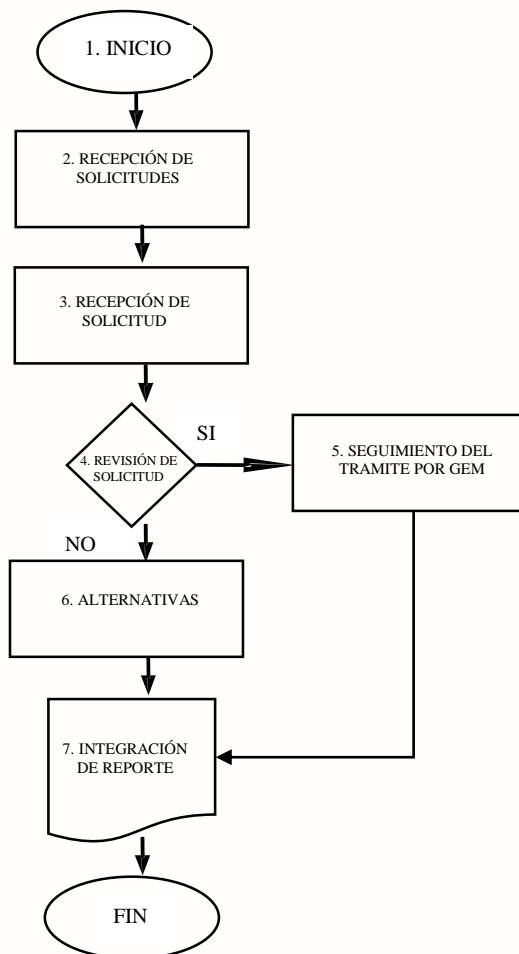 1. INICIO
2. RECEPCIÓN DE
SOLICITUDES
3. RECEPCIÓN DE
SOLICITUD
SI
4. REVISIÓN DE
SOLICITUD
5. SEGUIMIENTO DEL
TRAMITE POR GEM
NO
6. ALTERNATIVAS
7. INTEGRACIÓN
DE REPORTE
FIN